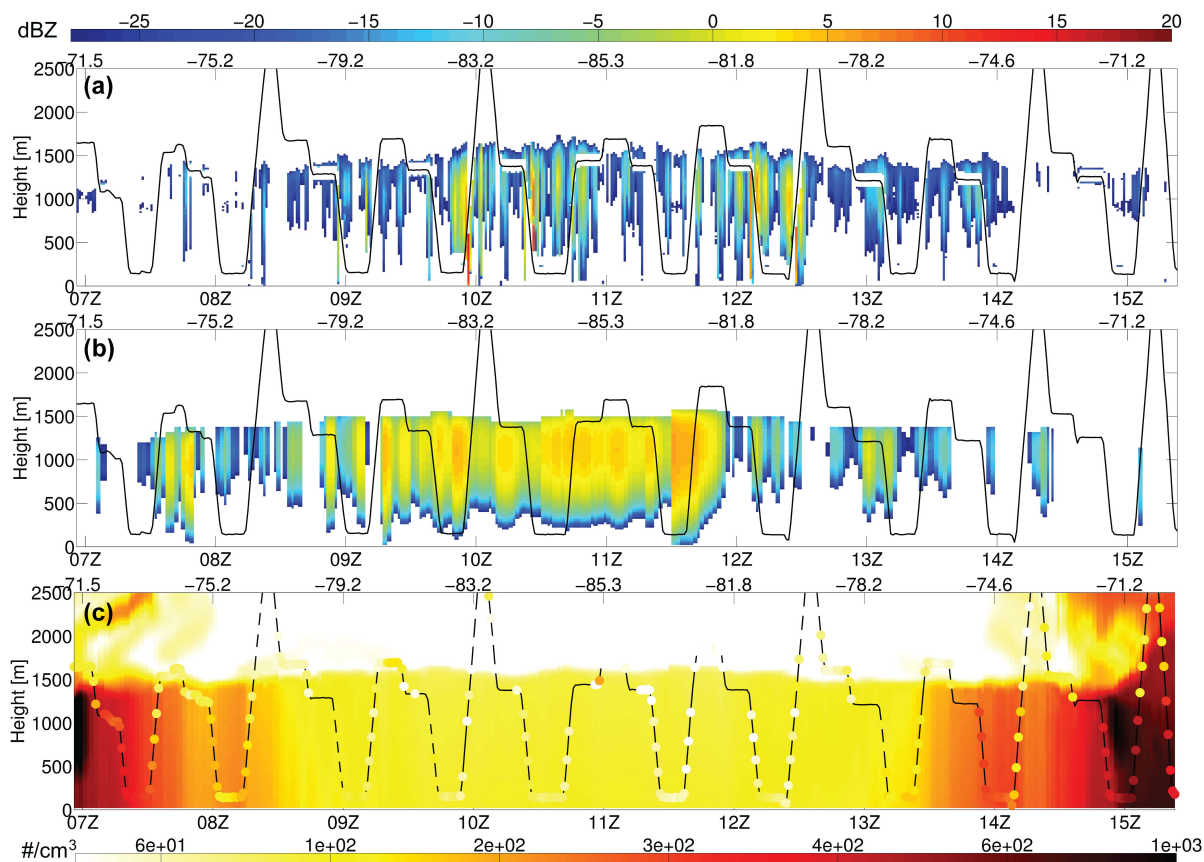 dBZ −25 −20 −15 −10 −5 0 5 10 15 20
−71.5 −75.2 −79.2 −83.2 −85.3 −81.8 −78.2 −74.6 −71.2
(a)
2500
2000
1500
1000
500
0
Height [m]
07Z 08Z 09Z 10Z 11Z 12Z 13Z 14Z 15Z
−71.5 −75.2 −79.2 −83.2 −85.3 −81.8 −78.2 −74.6 −71.2
(b)
2500
2000
1500
1000
500
0
Height [m]
07Z 08Z 09Z 10Z 11Z 12Z 13Z 14Z 15Z
−71.5 −75.2 −79.2 −83.2 −85.3 −81.8 −78.2 −74.6 −71.2
(c)
2500
2000
1500
1000
500
0
Height [m]
07Z 08Z 09Z 10Z 11Z 12Z 13Z 14Z 15Z
#/cm 3 6e+01 1e+02 2e+02 3e+02 4e+02 6e+02 1e+03